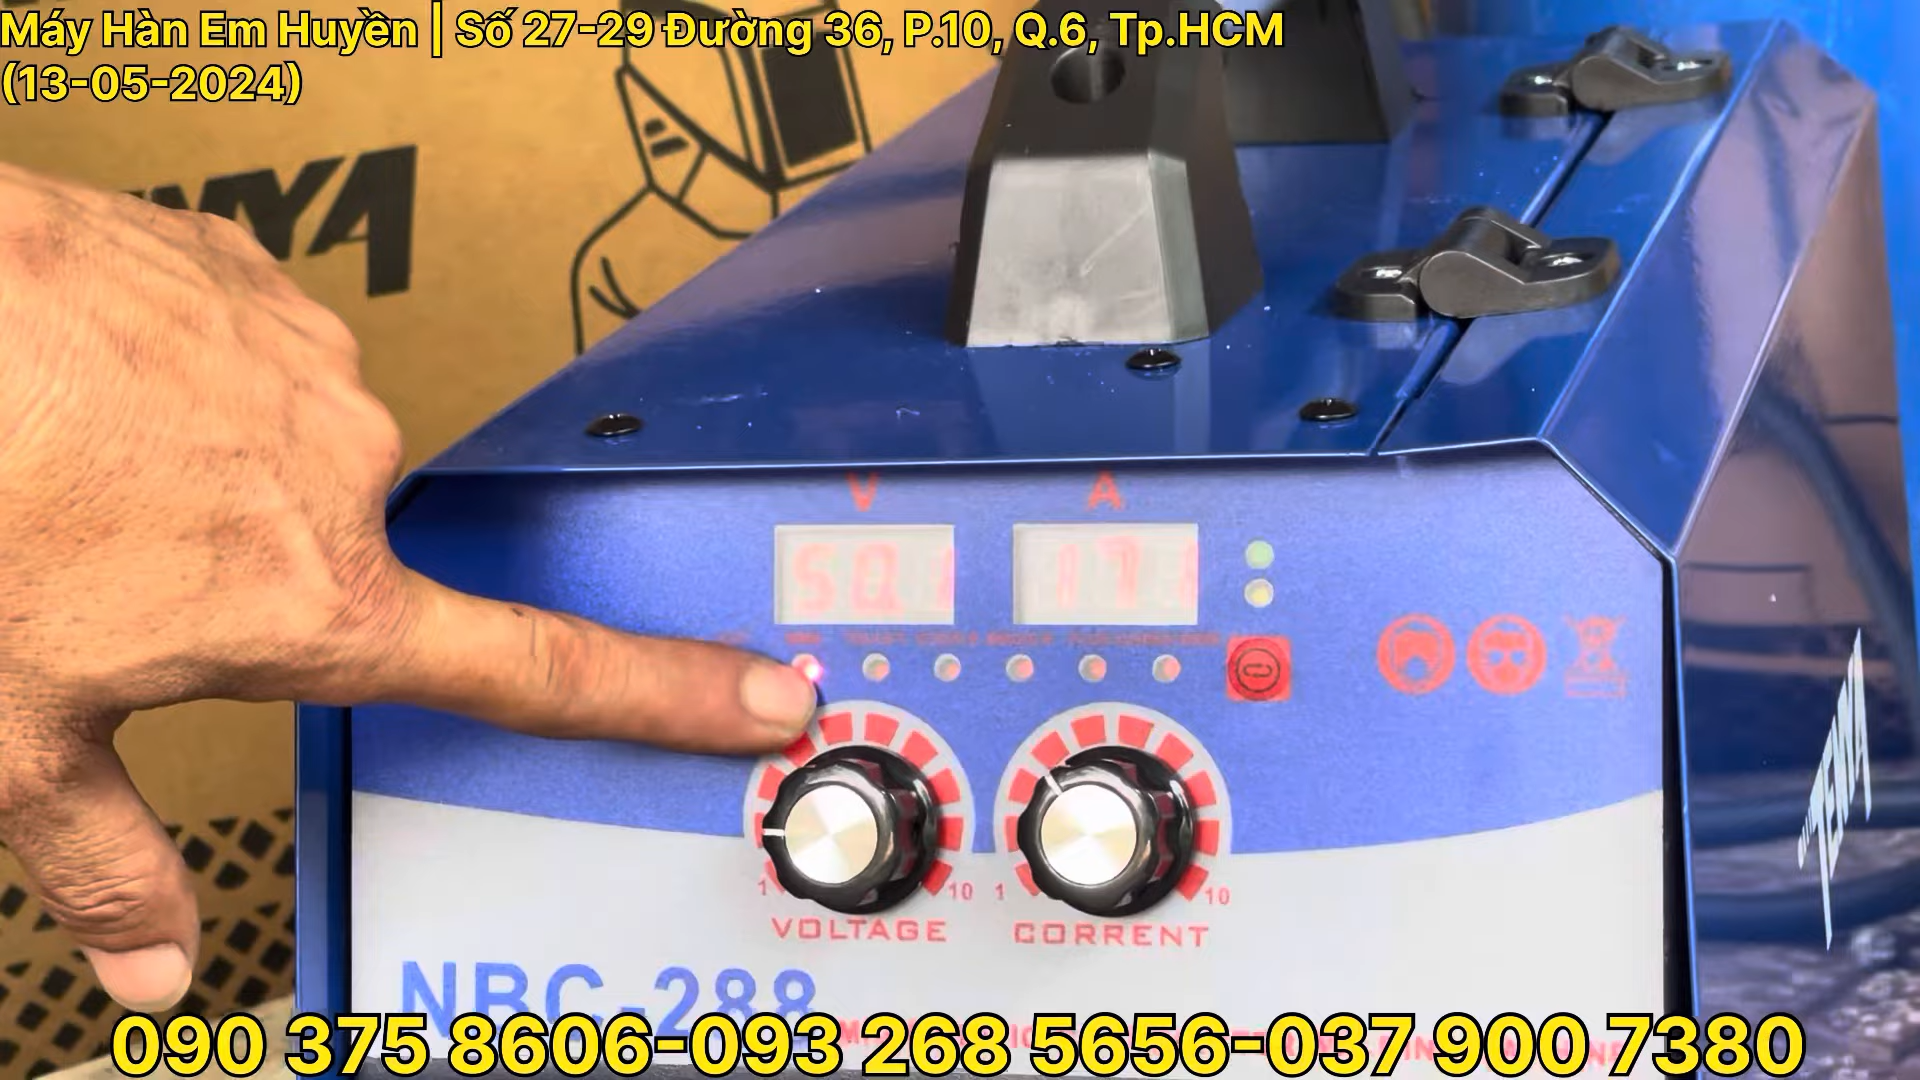 Máy Hàn Em Huyền | Số 27-29 Đường 36, P.10, Q.6, Tp.HCM
(13-05-2024)
V A
1 10 1 10
VOLTAGE CORRENT
NBC-288
TENYA
090 375 8606-093 268 5656-037 900 7380